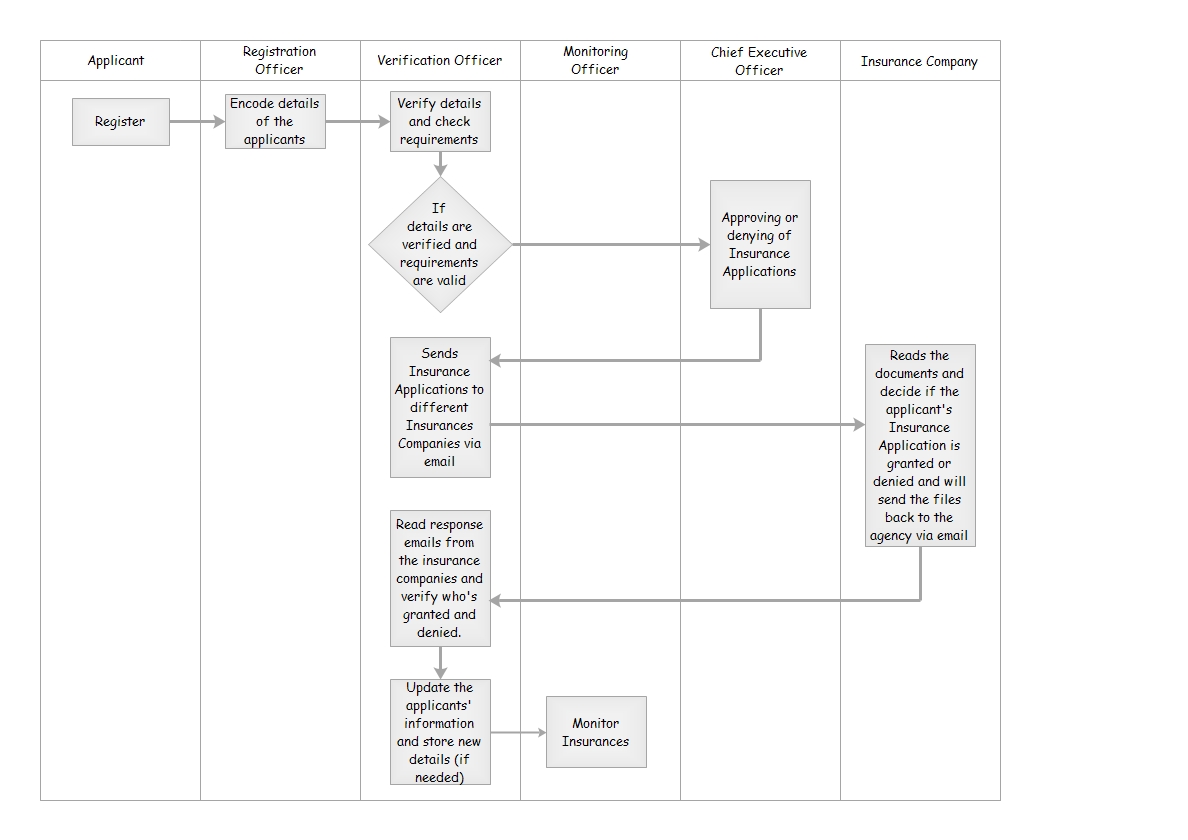 Applicant
Registration
Officer
Verification Officer
Monitoring
Officer
Chief Executive
Officer
Insurance Company
Register
Encode details
of the
applicants
Verify details
and check
requirements
If
details are
verified and
requirements
are valid
Approving or
denying of
Insurance
Applications
Sends
Insurance
Applications to
different
Insurances
Companies via
email
Reads the
documents and
decide if the
applicant's
Insurance
Application is
granted or
denied and will
send the files
back to the
agency via email
Read response
emails from
the insurance
companies and
verify who's
granted and
denied.
Update the
applicants'
information
and store new
details (if
needed)
Monitor
Insurances